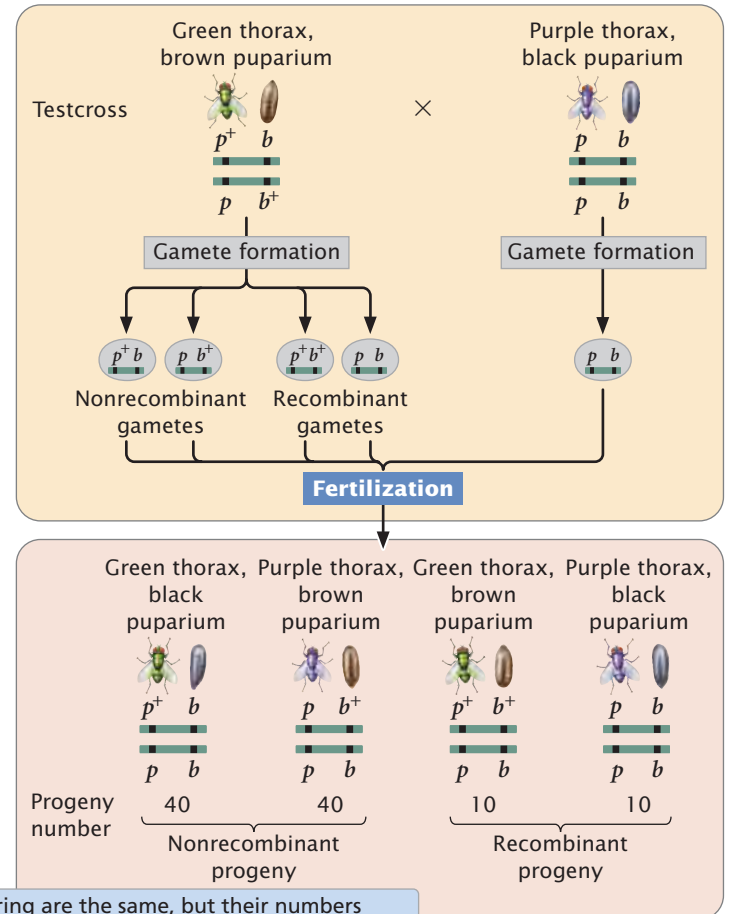 Green thorax,
brown puparium
Purple thorax,
black puparium
Testcross
×
p+ b
p b+
p b
p b
Gamete formation
Gamete formation
p+ b
p b+
p+ b+
p b
p b
Nonrecombinant
gametes
Recombinant
gametes
Fertilization
Green thorax,
black
puparium
Purple thorax,
brown
puparium
Green thorax,
brown
puparium
Purple thorax,
black
puparium
p+ b
p b+
p+ b+
p b
p b
p b
p b
p b
Progeny
number
40 40 10 10
Nonrecombinant
progeny
Recombinant
progeny
are the same, but their numbers